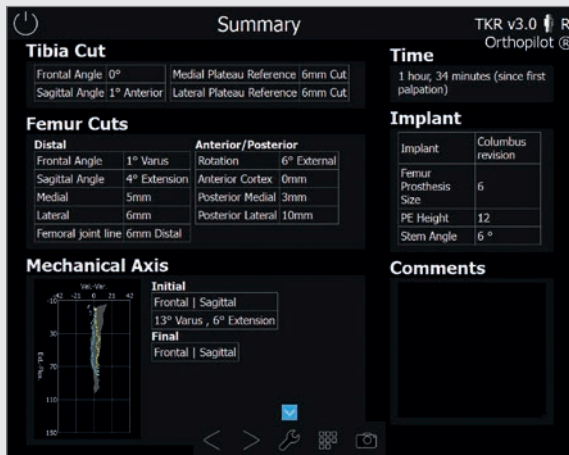 Summary
TKR v3.0 R
Orthopilot ®
Tibia Cut
Frontal Angle 0° Medial Plateau Reference 6mm Cut
Sagittal Angle 1° Anterior Lateral Plateau Reference 6mm Cut
Time
1 hour, 34 minutes (since first
palpation)
Femur Cuts
Distal Anterior/Posterior
Frontal Angle 1° Varus Rotation 6° External
Sagittal Angle 4° Extension Anterior Cortex 0mm
Medial 5mm Posterior Medial 3mm
Lateral 6mm Posterior Lateral 10mm
Femoral joint line 6mm Distal
Implant
Implant Columbus
revision
Femur
Prosthesis
Size 6
PE Height 12
Stem Angle 6 °
Mechanical Axis
Val.-Var.
-42 -21 0 21 42
-10
30
70
110
150
Ext.-Flex.
Initial
Frontal | Sagittal
13° Varus , 6° Extension
Final
Frontal | Sagittal
Comments